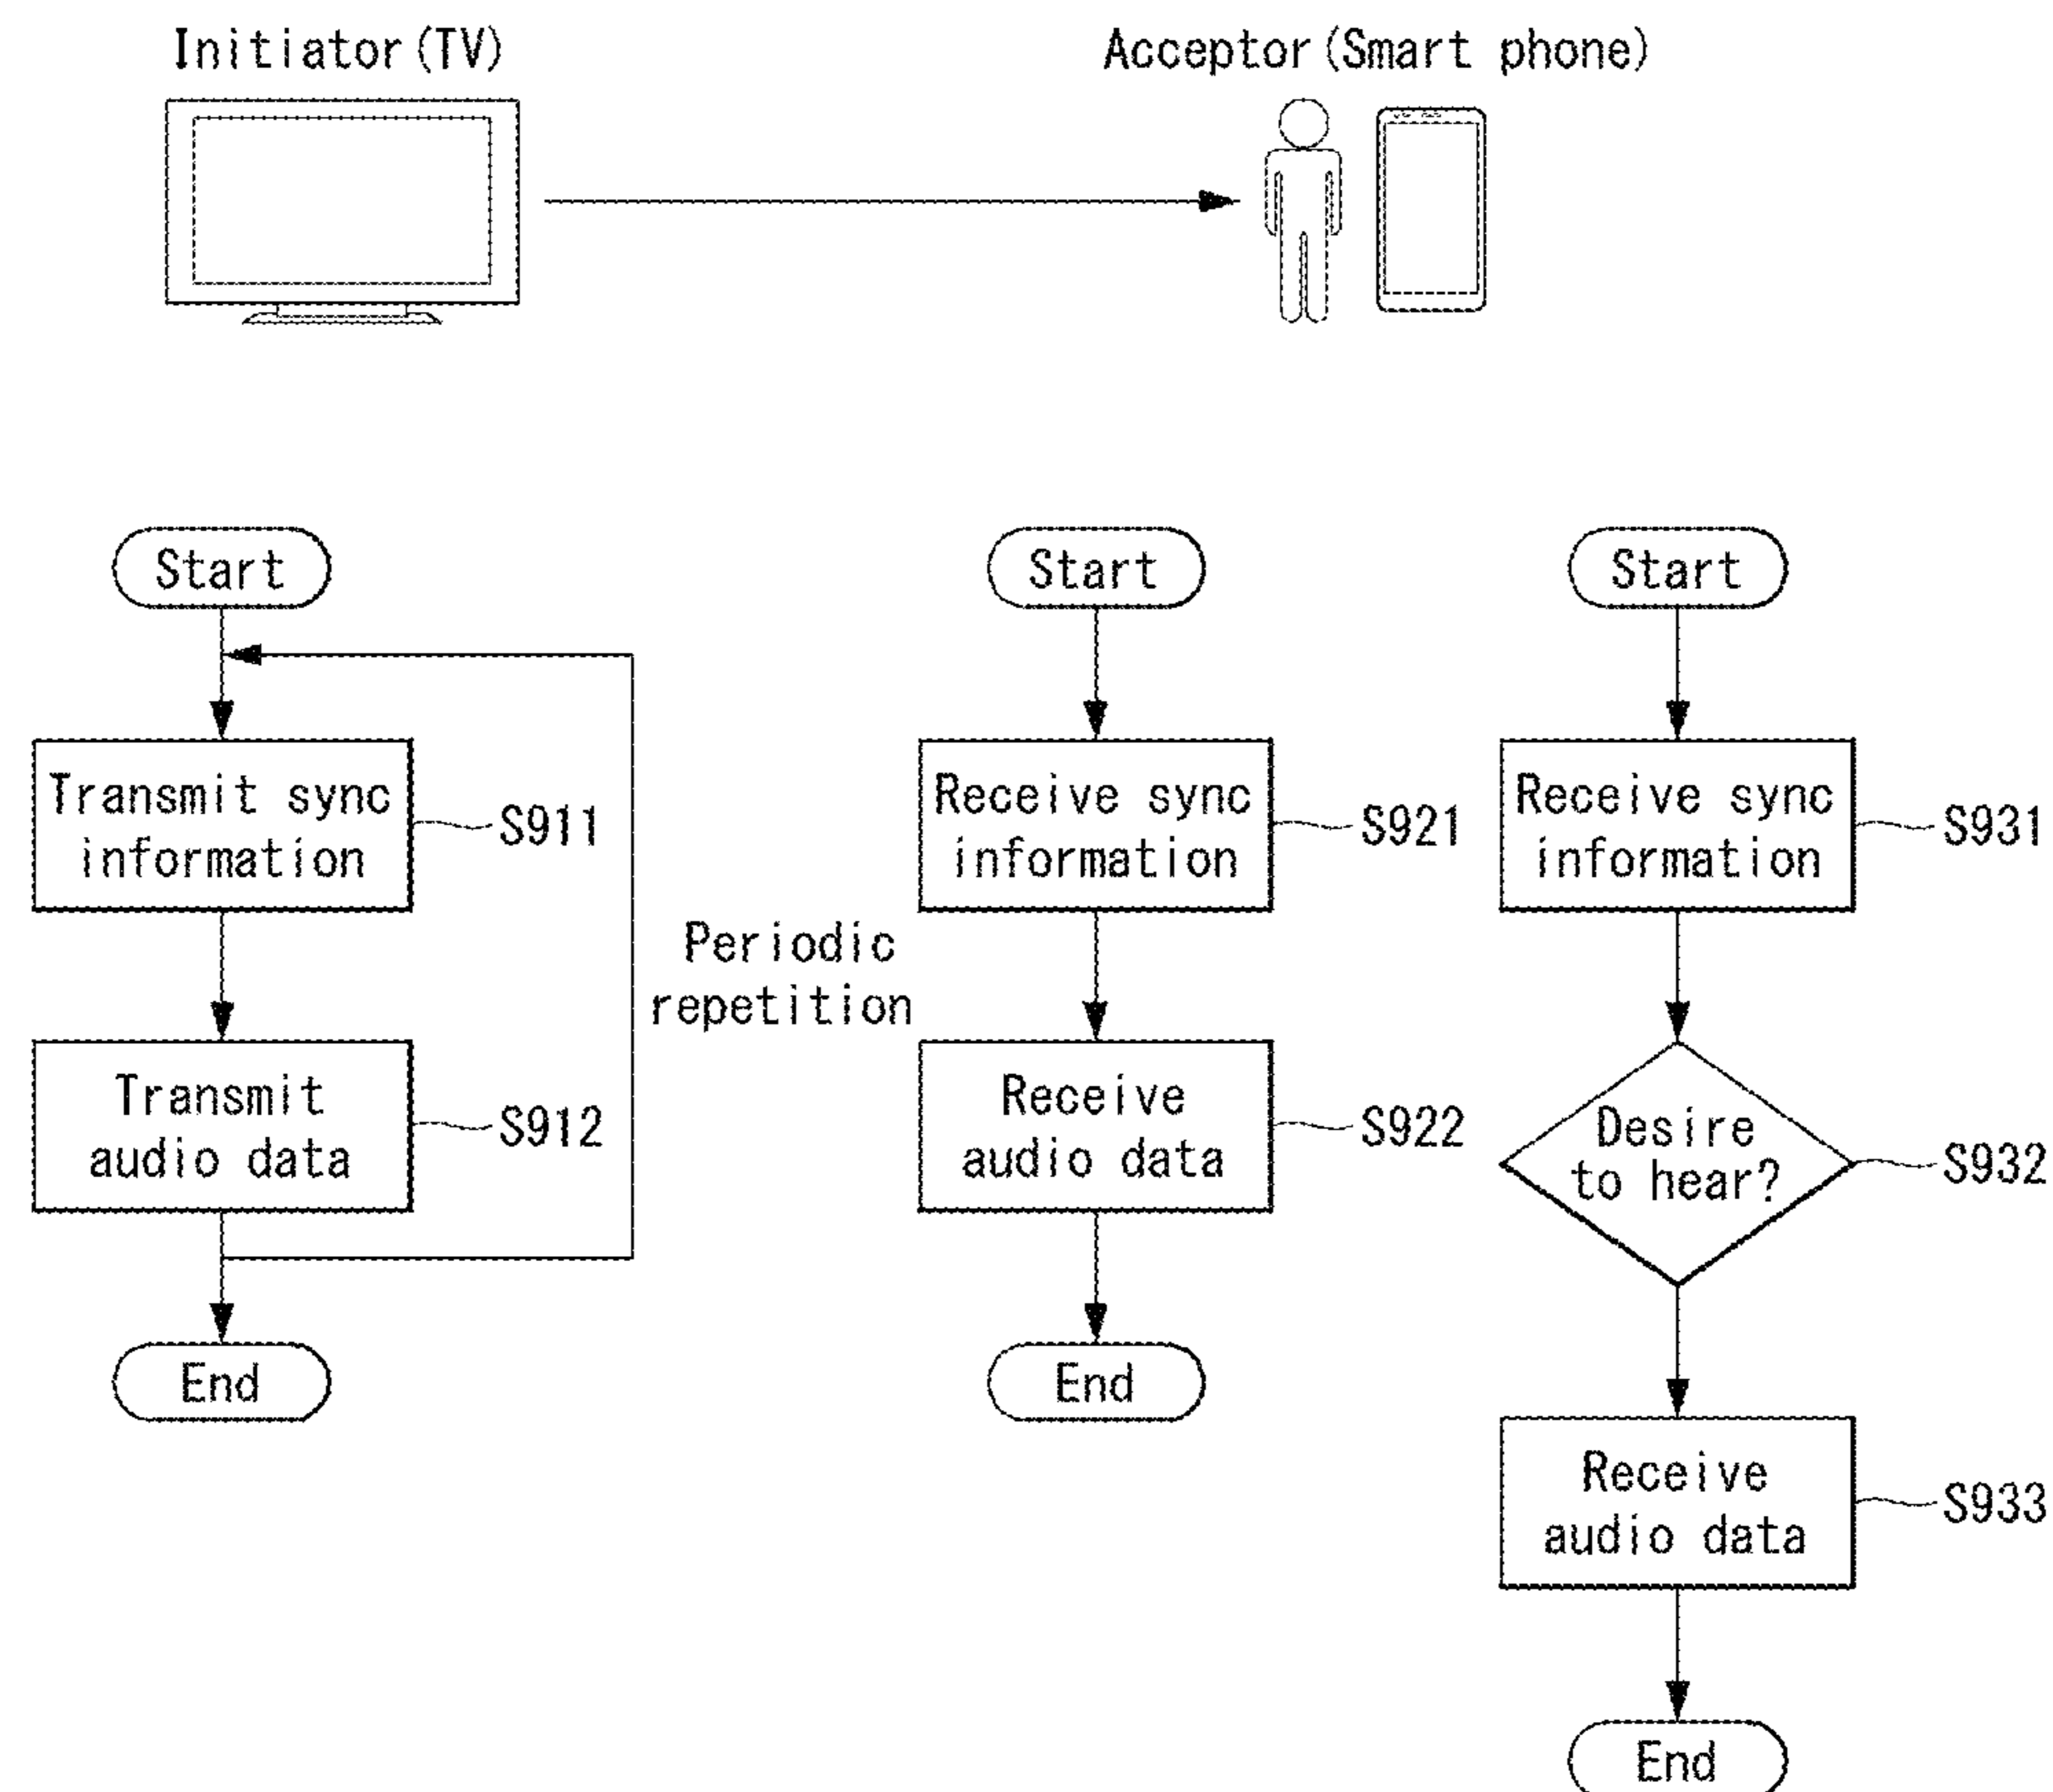 Initiator(TV)
Acceptor(Smart phone)
Start
Transmit sync
information
S911
Transmit
audio data
S912
Periodic
repetition
End
Start
Receive sync
information
S921
Receive
audio data
S922
End
Start
Receive sync
information
S931
Desire
to hear?
S932
Receive
audio data
S933
End